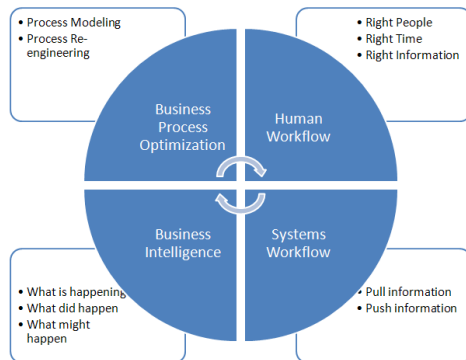 • Process Modeling
• Process Re-
engineering
• Right People
• Right Time
• Right Information
Business
Process
Optimization
Human
Workflow
Business
Intelligence
Systems
Workflow
• What is happening
• What did happen
• What might
happen
• Pull information
• Push information